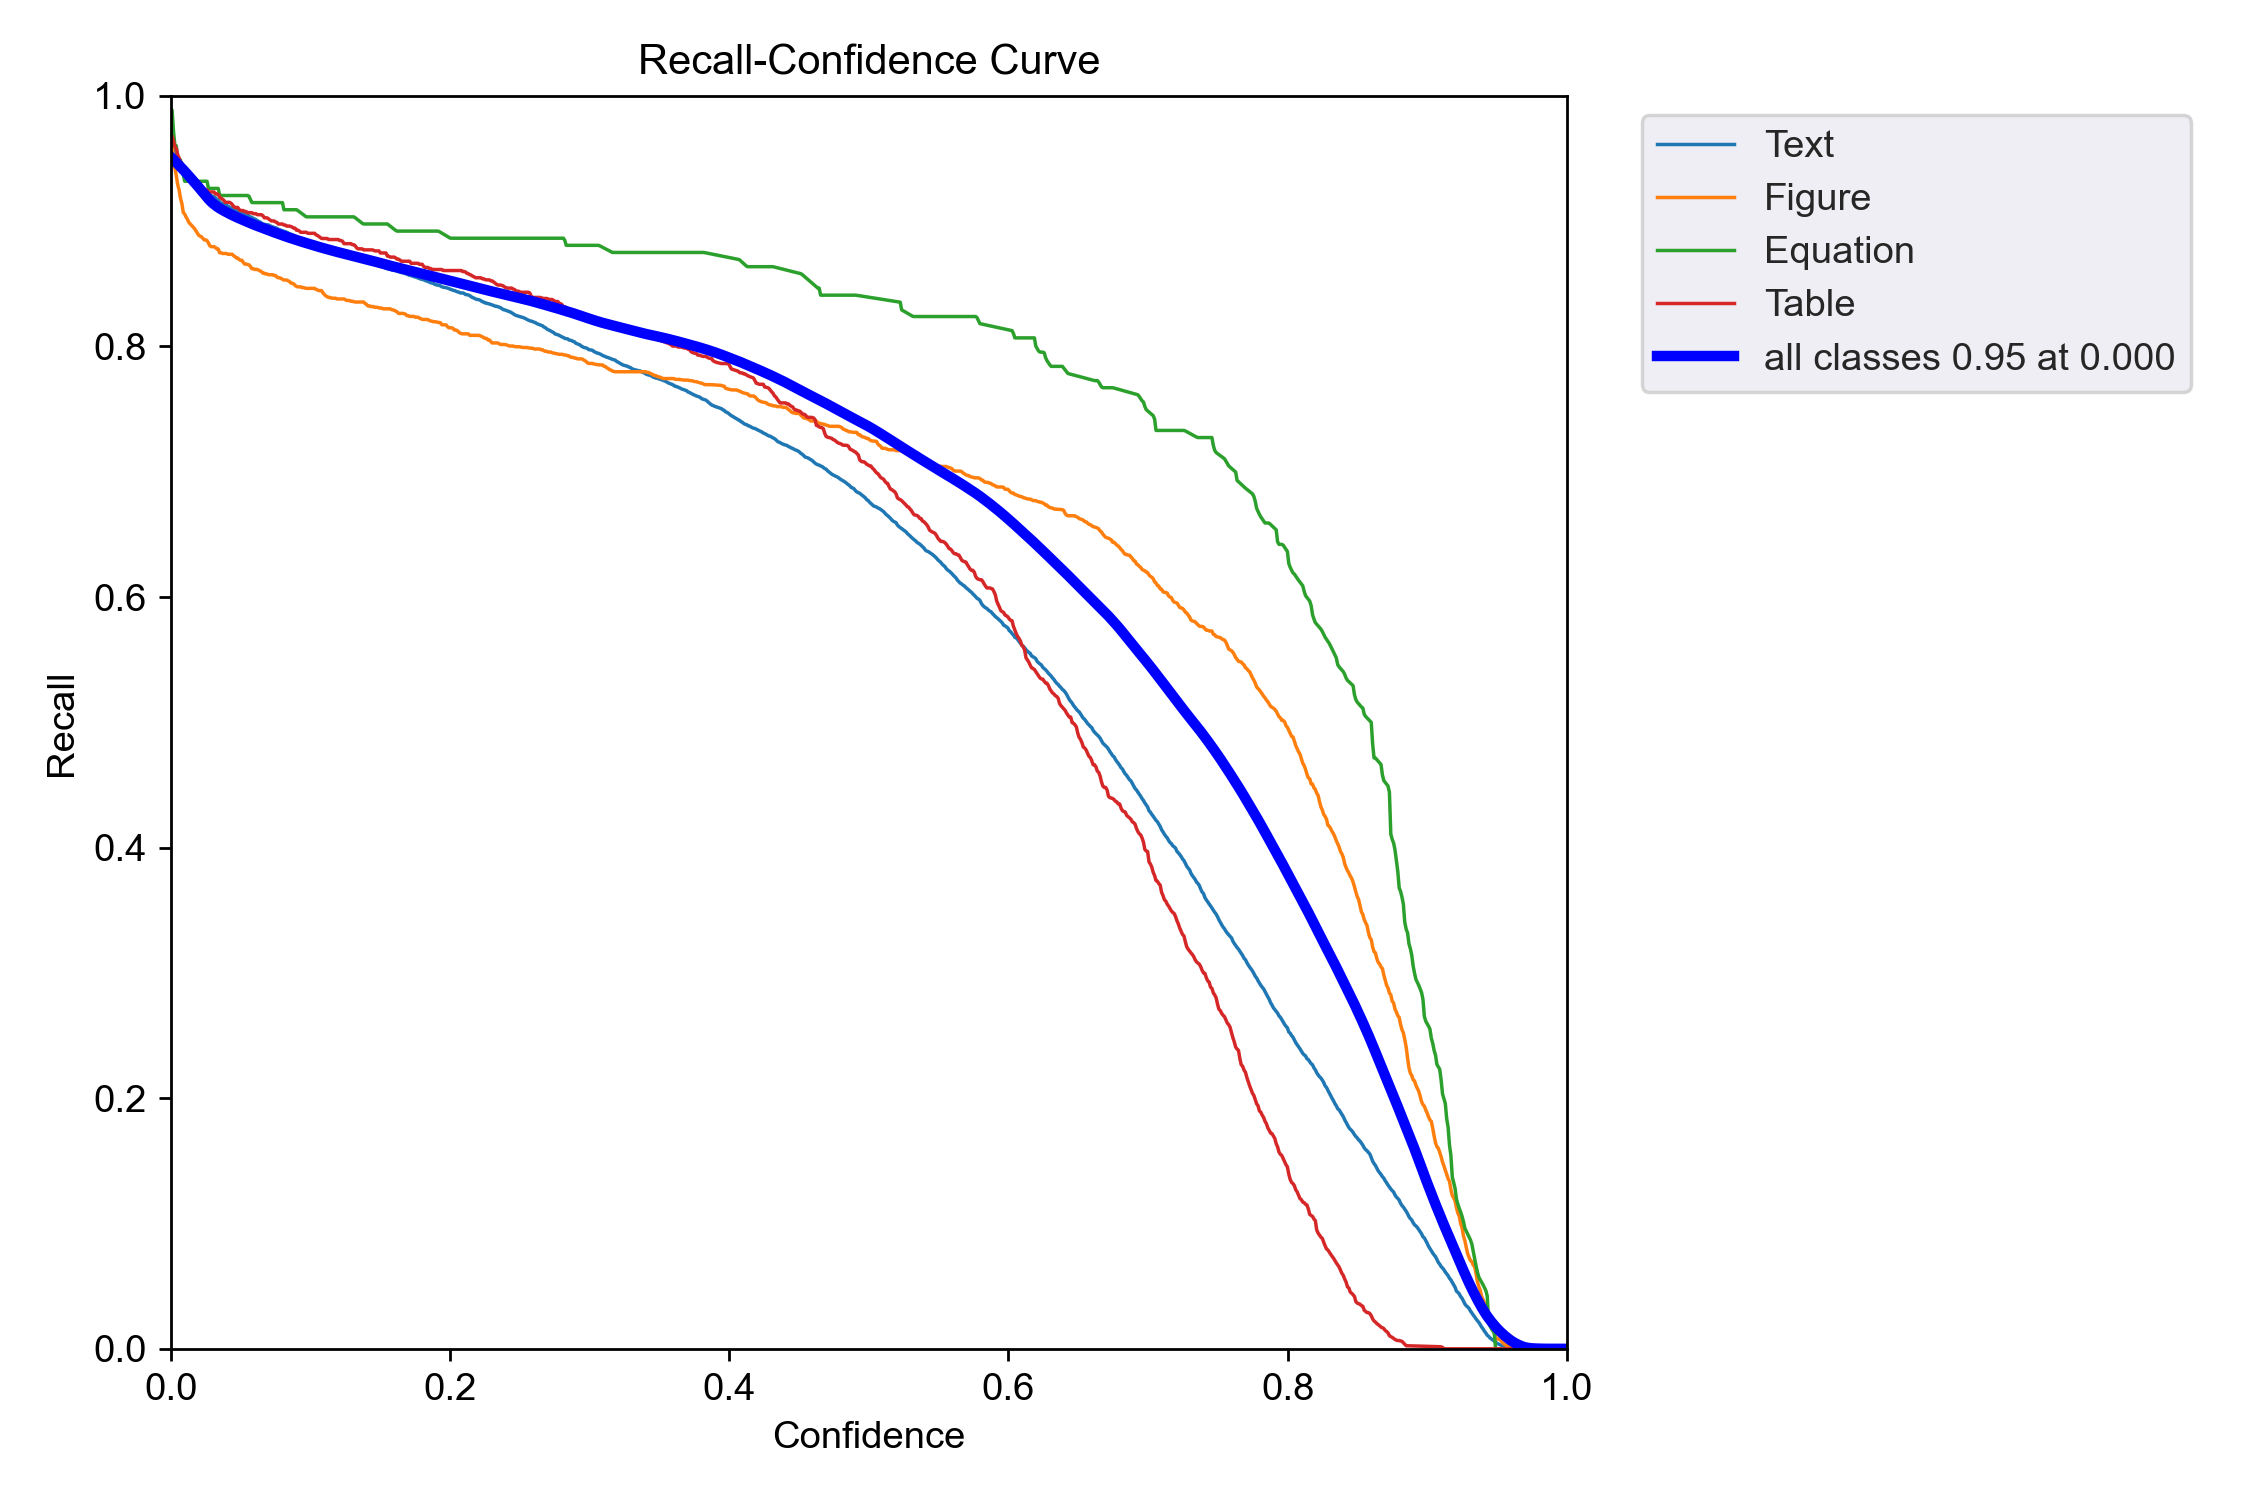 Recall-Confidence Curve
1.0
0.8
0.6
0.4
0.2
0.0
Recall
0.0 0.2 0.4 0.6 0.8 1.0
Confidence
Text
Figure
Equation
Table
all classes 0.95 at 0.000